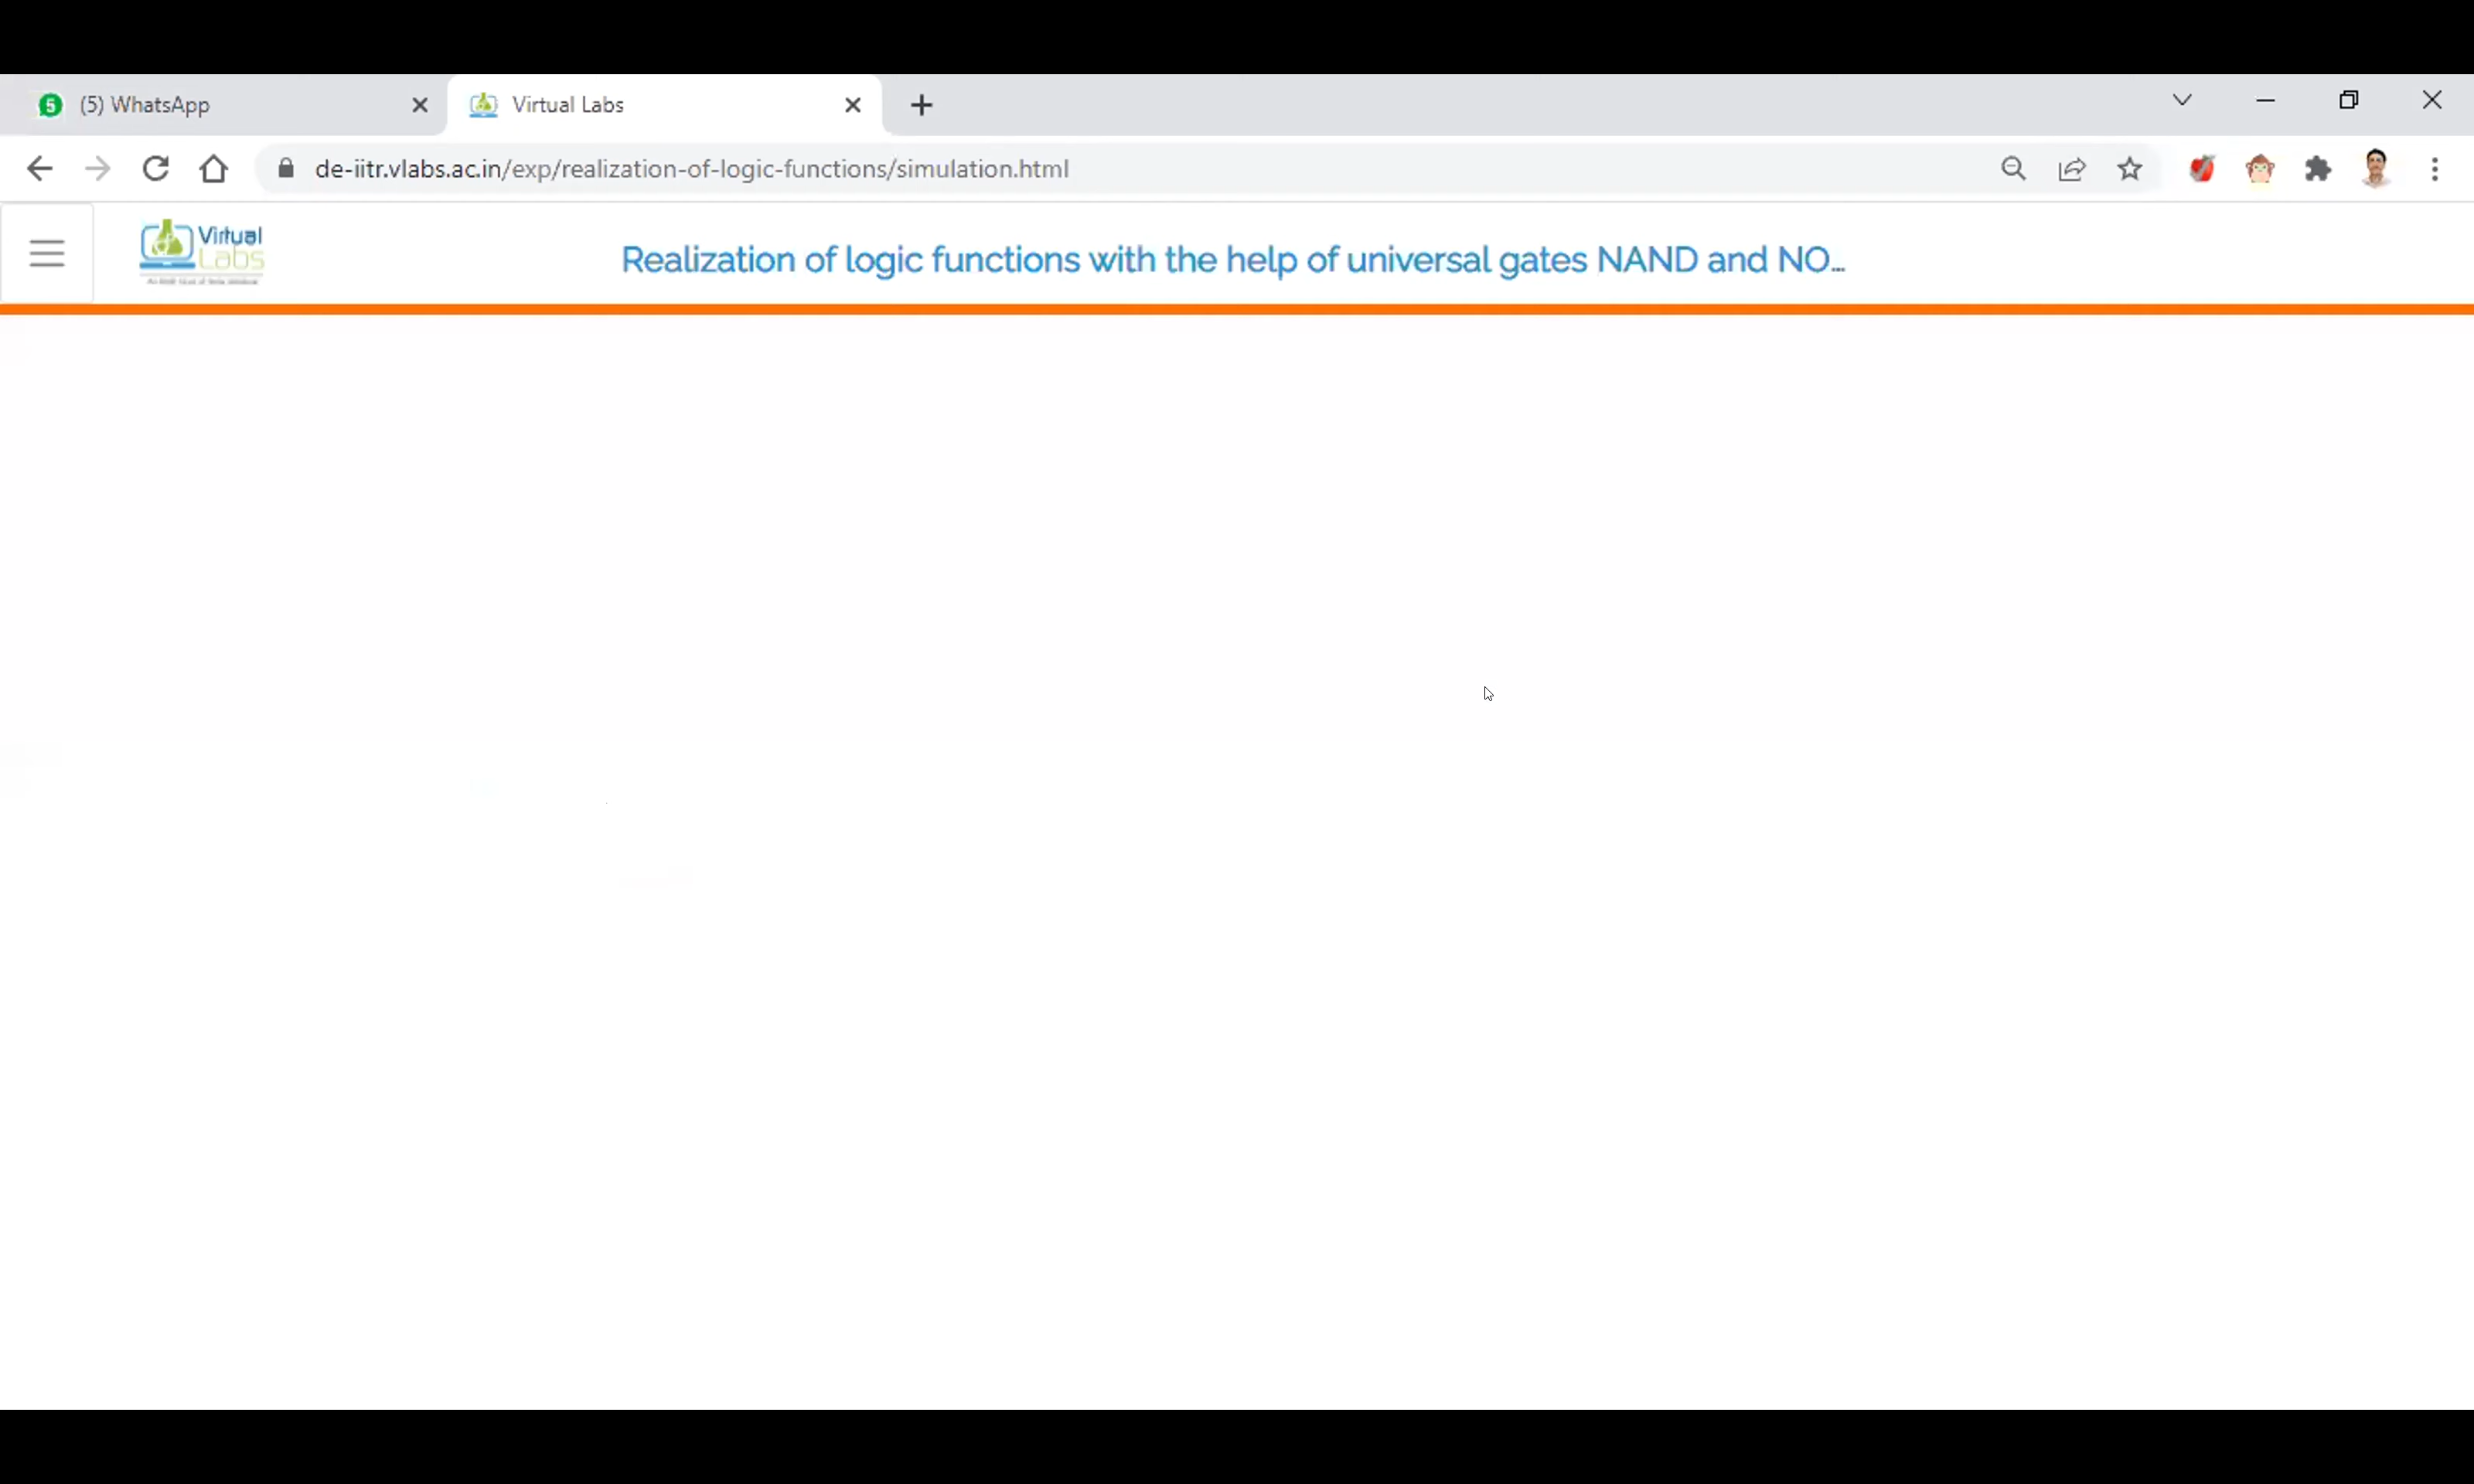 5 (5) WhatsApp
Virtual Labs
de-iitr.vlabs.ac.in/exp/realization-of-logic-functions/simulation.html
Virtual
Labs
Realization of logic functions with the help of universal gates NAND and NO...